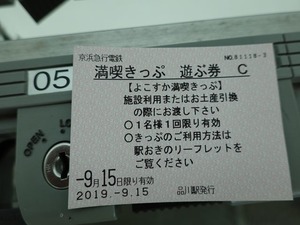 京浜急行電鉄
満喫きっぷ 遊ぶ券 C
【よこすか満喫きっぷ】
施設利用またはお土産引換
の際にお渡し下さい
○1名様1回限り有効
○きっぷのご利用方法は
駅おきのリーフレットを
ご覧ください
-9月15日限り有効
2019.-9.15 品川駅発行
05
OPEN